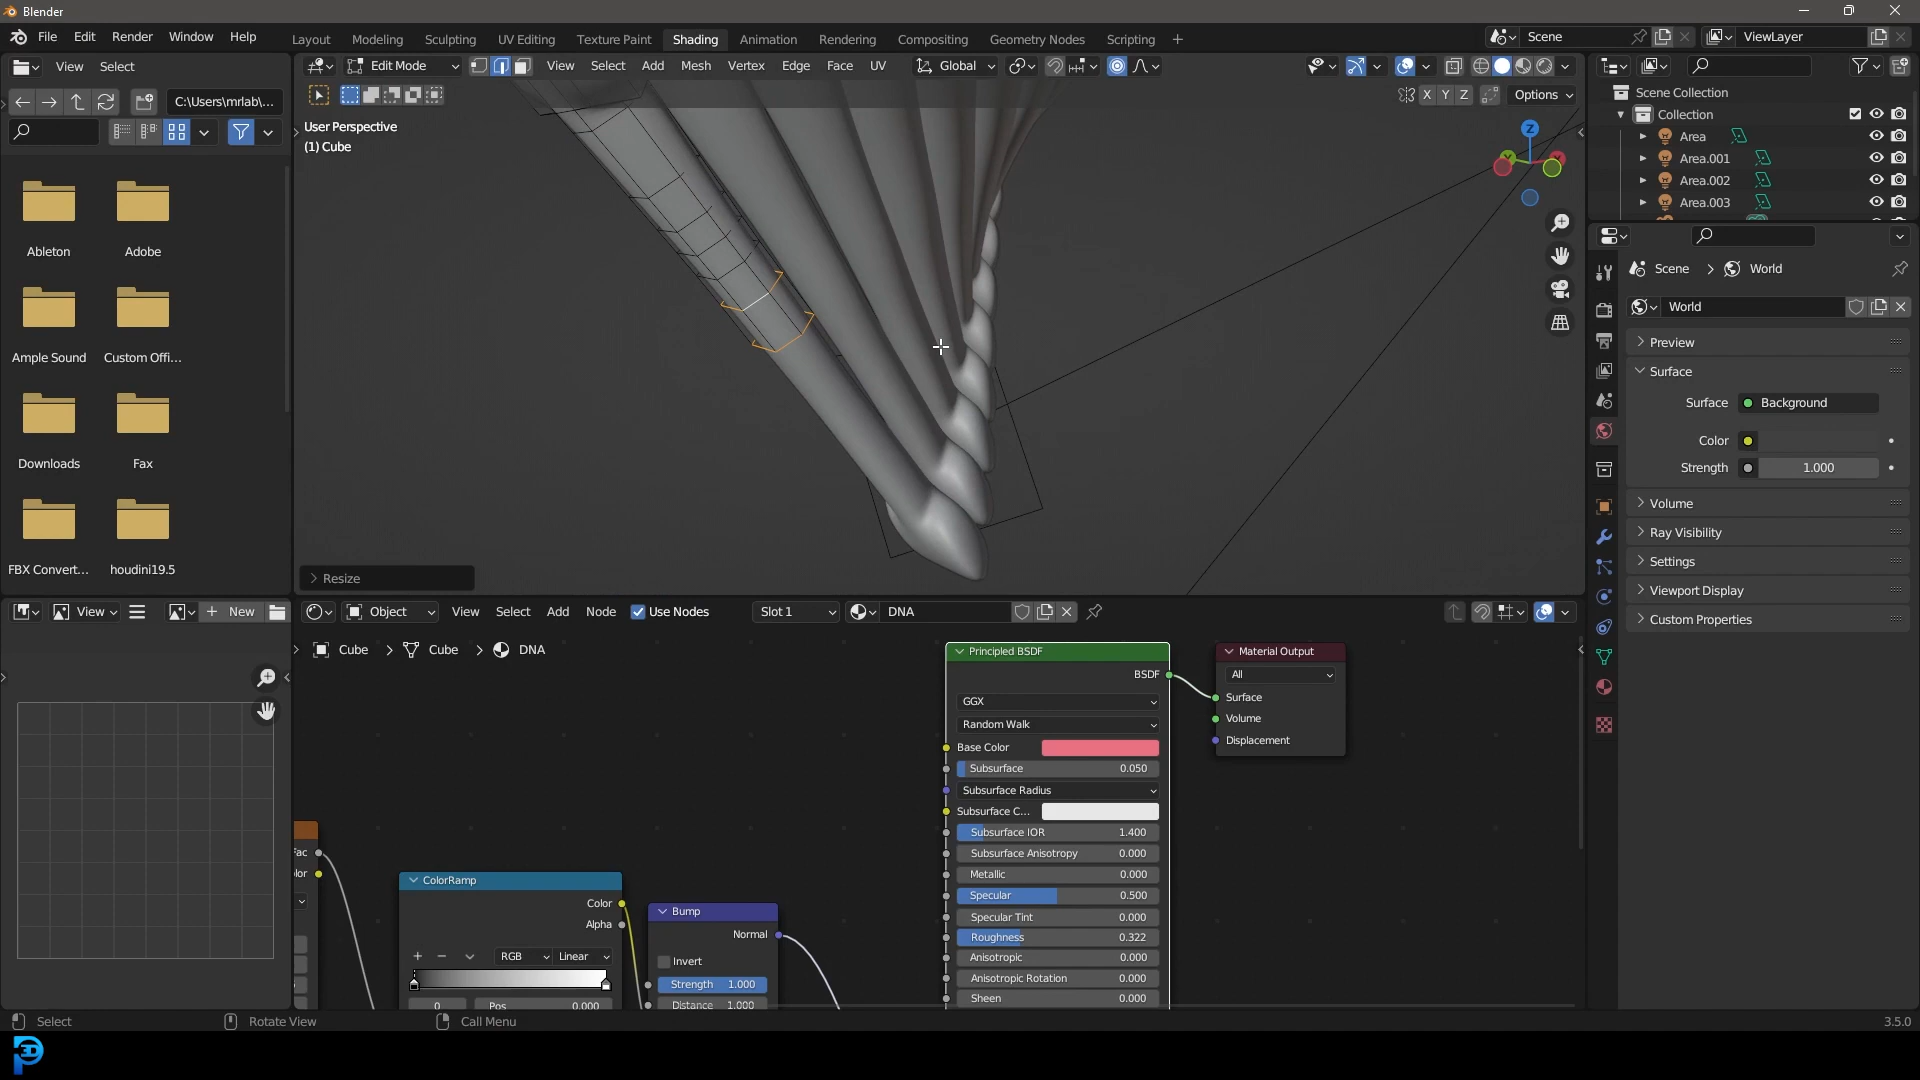 Blender
File Edit Render Window Help
Layout Modeling Sculpting UV Editing Texture Paint Shading Animation Rendering Compositing Geometry Nodes Scripting
Scene
ViewLayer
View Select
Edit Mode
View Select Add Mesh Vertex Edge Face UV
Global
C:\Users\mrlab\...
X Y Z
Options
User Perspective
(1) Cube
Z
Ableton Adobe
Ample Sound Custom Offi...
Downloads Fax
FBX Convert... houdini19.5
Resize
Scene Collection
Collection
Area
Area.001
Area.002
Area.003
Scene > World
World
Preview
Surface
Surface Background
Color
Strength 1.000
Volume
Ray Visibility
Settings
Viewport Display
Custom Properties
View
New
Object
View Select Add Node Use Nodes
Slot 1
DNA
Cube > Cube > DNA
Principled BSDF
BSDF
GGX
Random Walk
Base Color
Subsurface 0.050
Subsurface Radius
Subsurface C...
Subsurface IOR 1.400
Subsurface Anisotropy 0.000
Metallic 0.000
Specular 0.500
Specular Tint 0.000
Roughness 0.322
Anisotropic 0.000
Anisotropic Rotation 0.000
Sheen 0.000
Material Output
All
Surface
Volume
Displacement
Fac
lor
ColorRamp
Color
Alpha
RGB Linear
0 Pos 0.000
Bump
Normal
Invert
Strength 1.000
Distance 1.000
Select Rotate View Call Menu
3.5.0